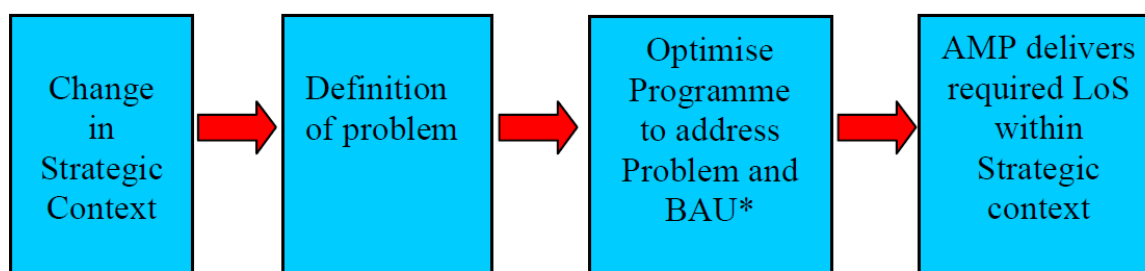 Change
in
Strategic
Context
Definition
of problem
Optimise
Programme
to address
Problem and
BAU*
AMP delivers
required LoS
within
Strategic
context